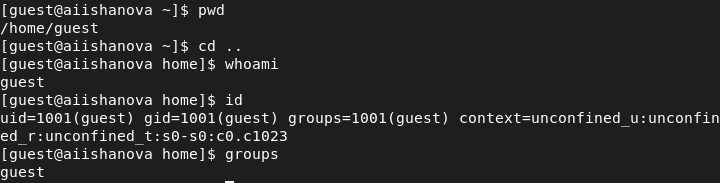 [guest@aiishanova ~]$ pwd
/home/guest
[guest@aiishanova ~]$ cd ..
[guest@aiishanova home]$ whoami
guest
[guest@aiishanova home]$ id
uid=1001(guest) gid=1001(guest) groups=1001(guest) context=unconfined_u:unconfin
ed_r:unconfined_t:s0-s0:c0.c1023
[guest@aiishanova home]$ groups
guest